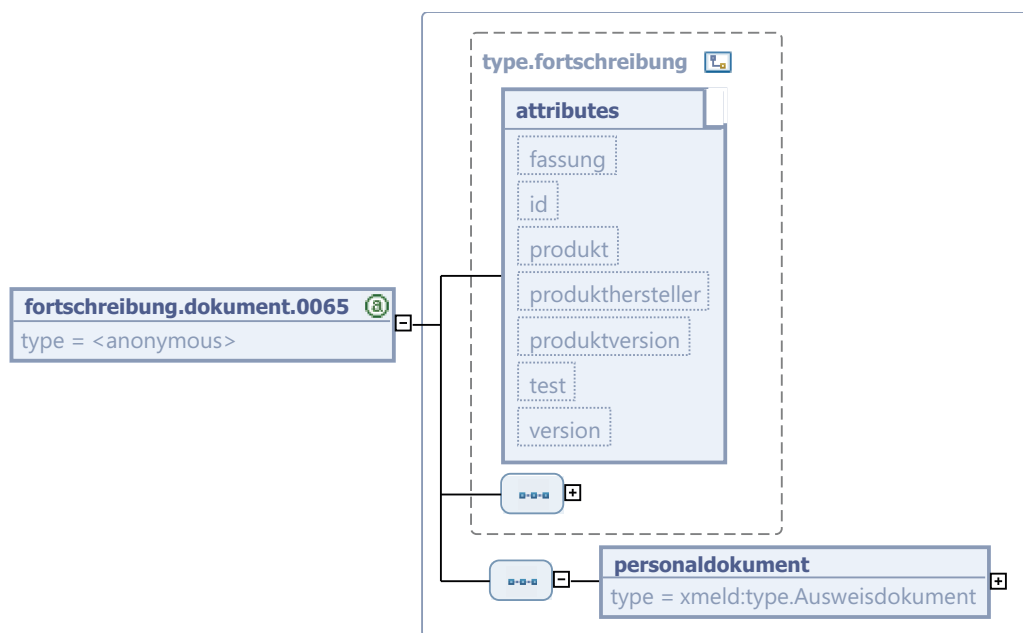 type.fortschreibung
attributes
fassung
id
produkt
produkthersteller
produktversion
test
version
fortschreibung.dokument.0065
type = <anonymous>
personaldokument
type = xmeld:type.Ausweisdokument